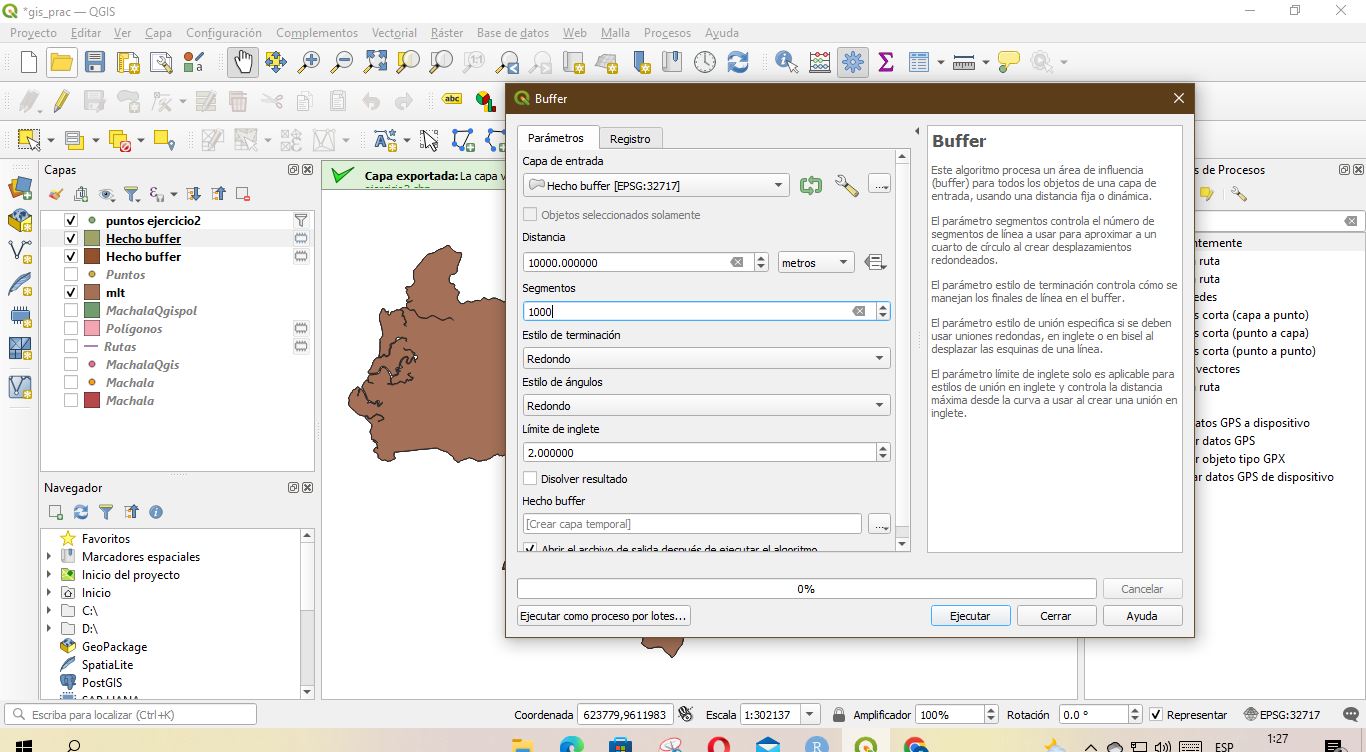 *gis_prac — QGIS
Proyecto Editar Ver Capa Configuración Complementos Vectorial Ráster Base de datos Web Malla Procesos Ayuda
abc
Capas
puntos ejercicio2
Hecho buffer
Hecho buffer
Puntos
mlt
MachalaQgispol
Polígonos
Rutas
MachalaQgis
Machala
Machala
Navegador
Favoritos
Marcadores espaciales
Inicio del proyecto
Inicio
C:\
D:\
GeoPackage
SpatiaLite
PostGIS
SAP HANA
Capa exportada: La capa v
Buffer
Parámetros Registro
Capa de entrada
Hecho buffer [EPSG:32717]
Objetos seleccionados solamente
Distancia
10000.000000 metros
Segmentos
1000
Estilo de terminación
Redondo
Estilo de ángulos
Redondo
Límite de inglete
2.000000
Disolver resultado
Hecho buffer
[Crear capa temporal]
Abrir el archivo de salida después de ejecutar el algoritmo
0% Cancelar
Ejecutar como proceso por lotes... Ejecutar Cerrar Ayuda
Buffer
Este algoritmo procesa un área de influencia
(buffer) para todos los objetos de una capa de
entrada, usando una distancia fija o dinámica.
El parámetro segmentos controla el número de
segmentos de línea a usar para aproximar a un
cuarto de círculo al crear desplazamientos
redondeados.
El parámetro estilo de terminación controla cómo se
manejan los finales de línea en el buffer.
El parámetro estilo de unión especifica si se deben
usar uniones redondas, en inglete o en bisel al
desplazar las esquinas de una línea.
El parámetro límite de inglete solo es aplicable para
estilos de unión en inglete y controla la distancia
máxima desde la curva a usar al crear una unión en
inglete.
s de Procesos
ntemente
ruta
ruta
edes
s corta (capa a punto)
s corta (punto a capa)
s corta (punto a punto)
vectores
ruta
atos GPS a dispositivo
r datos GPS
r objeto tipo GPX
ar datos GPS de dispositivo
Escriba para localizar (Ctrl+K) Coordenada 623779,9611983 Escala 1:302137 Amplificador 100% Rotación 0.0 ° Representar EPSG:32717
ESP 1:27